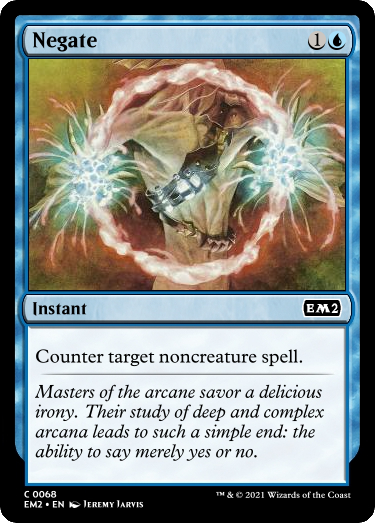 Negate 1
Instant EM2
Counter target noncreature spell.
Masters of the arcane savor a delicious
irony. Their study of deep and complex
arcana leads to such a simple end: the
ability to say merely yes or no.
C 0068
EM2 • EN Jeremy Jarvis ™ & © 2021 Wizards of the Coast